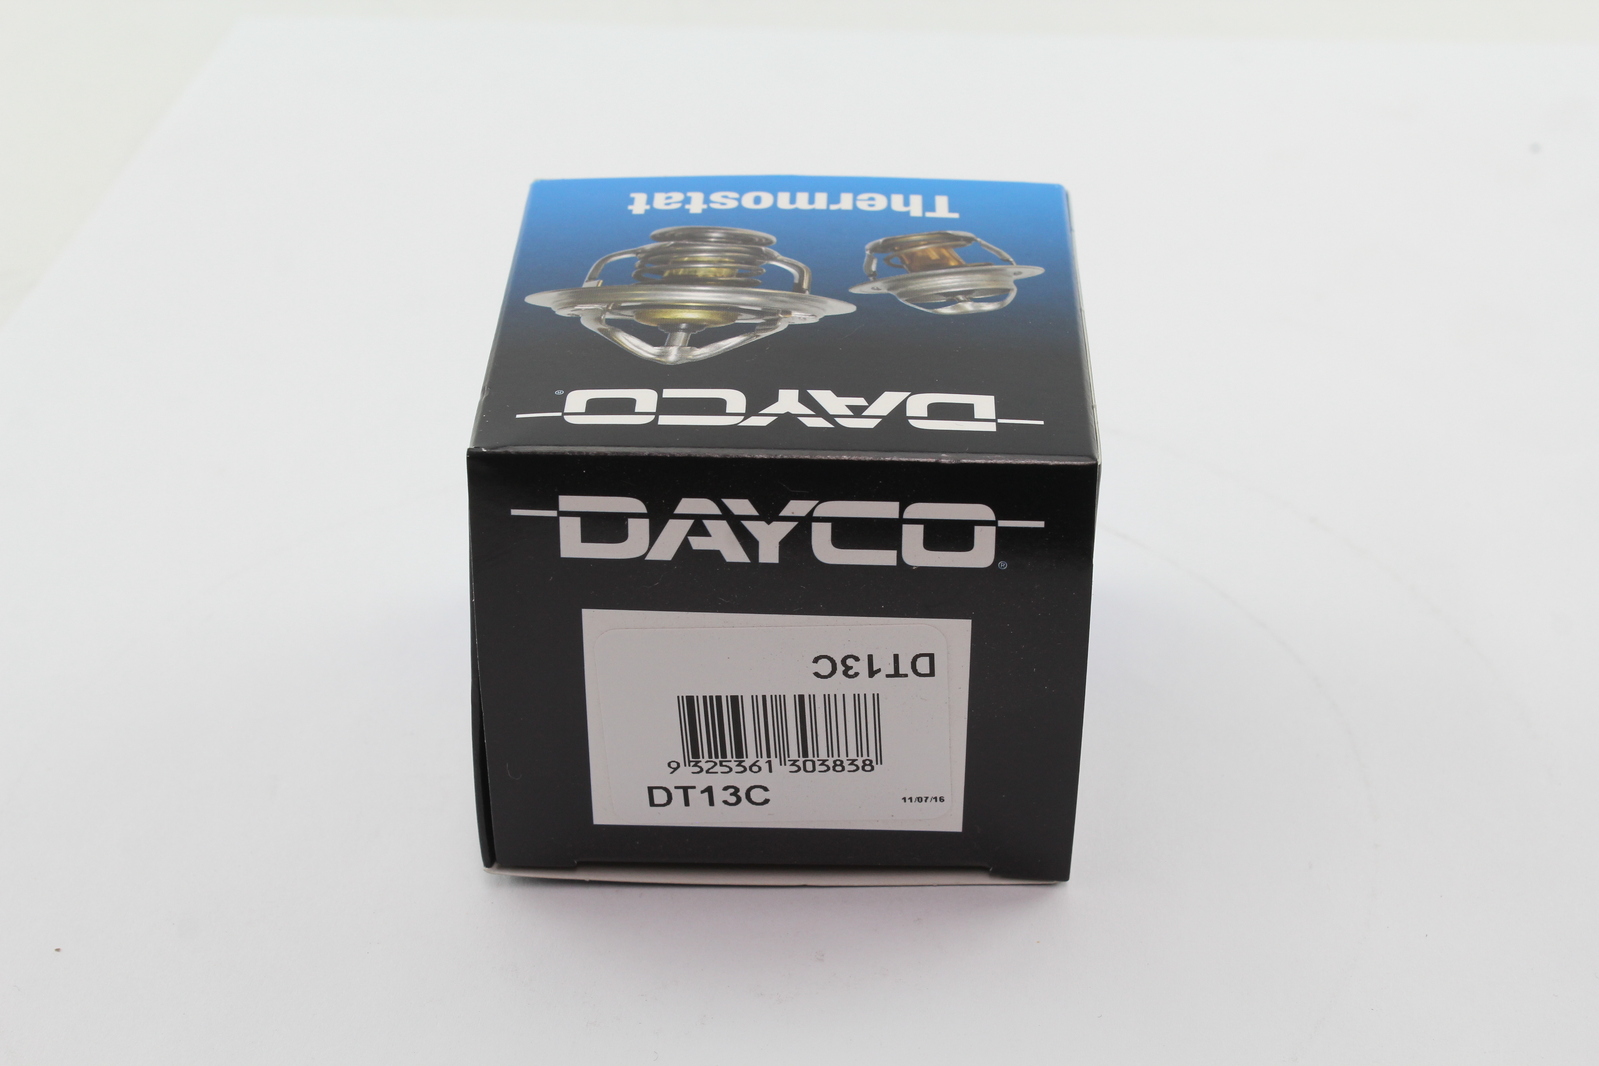 Thermostat
DAYCO®
DAYCO®
DT13C
9 325361 303838
DT13C
11/07/16